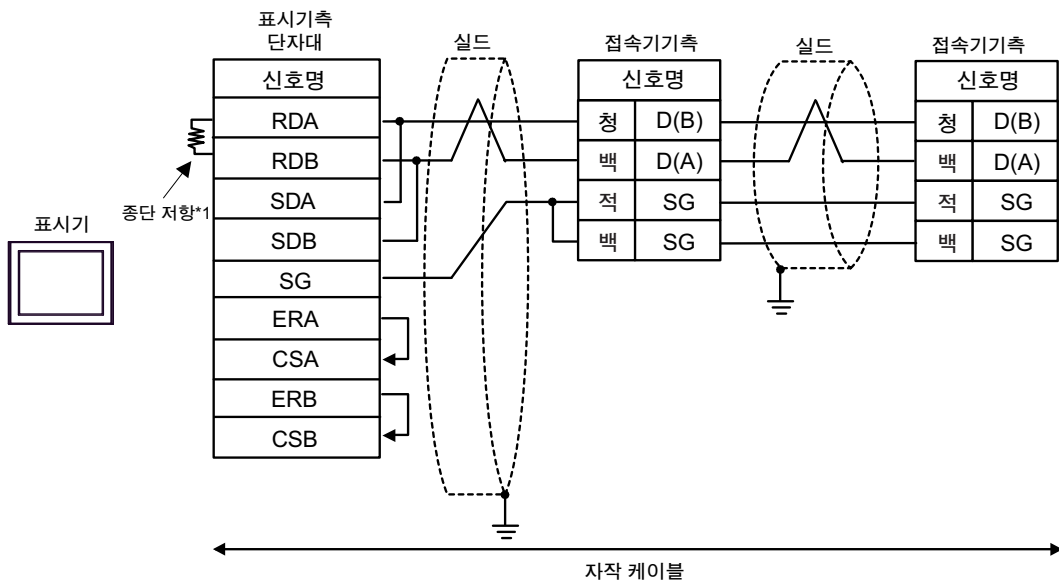 표시기측
단자대
신호명
RDA
RDB
SDA
SDB
SG
ERA
CSA
ERB
CSB
종단 저항*1
표시기
실드
접속기기측
신호명
청 D(B)
백 D(A)
적 SG
백 SG
실드
접속기기측
신호명
청 D(B)
백 D(A)
적 SG
백 SG
자작 케이블